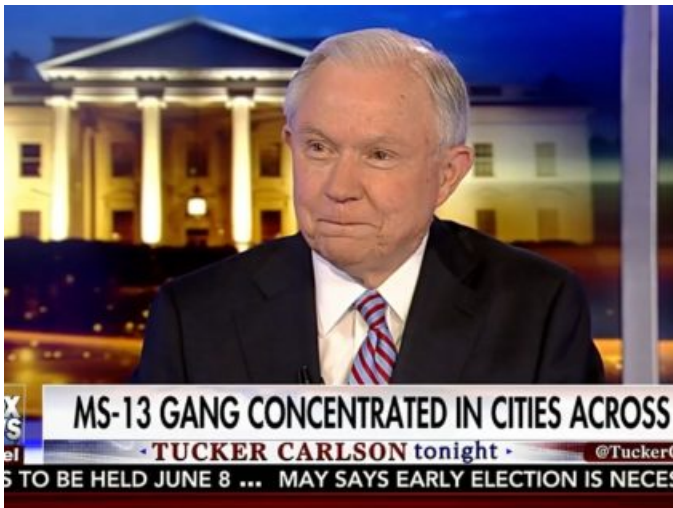 MS-13 GANG CONCENTRATED IN CITIES ACROSS
TUCKER CARLSON tonight
S TO BE HELD JUNE 8 ... MAY SAYS EARLY ELECTION IS NECES